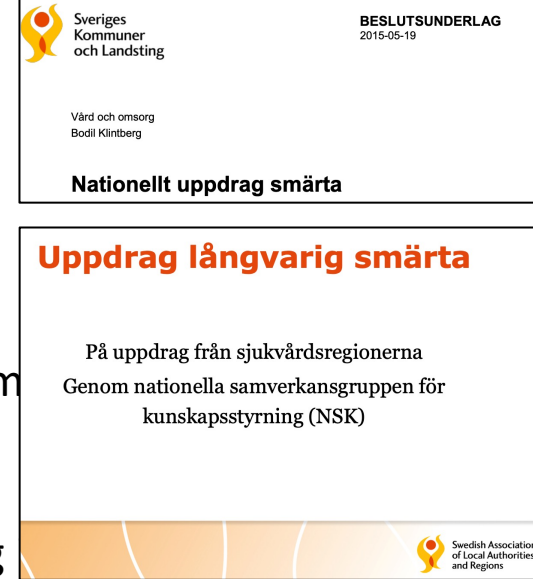 Sveriges
Kommuner
och Landsting
BESLUTSUNDERLAG
2015-05-19
Vård och omsorg
Bodil Klintberg
Nationellt uppdrag smärta
Uppdrag långvarig smärta
På uppdrag från sjukvårdsregionerna
Genom nationella samverkansgruppen för
kunskapsstyrning (NSK)
m
g
Swedish Association
of Local Authorities
and Regions